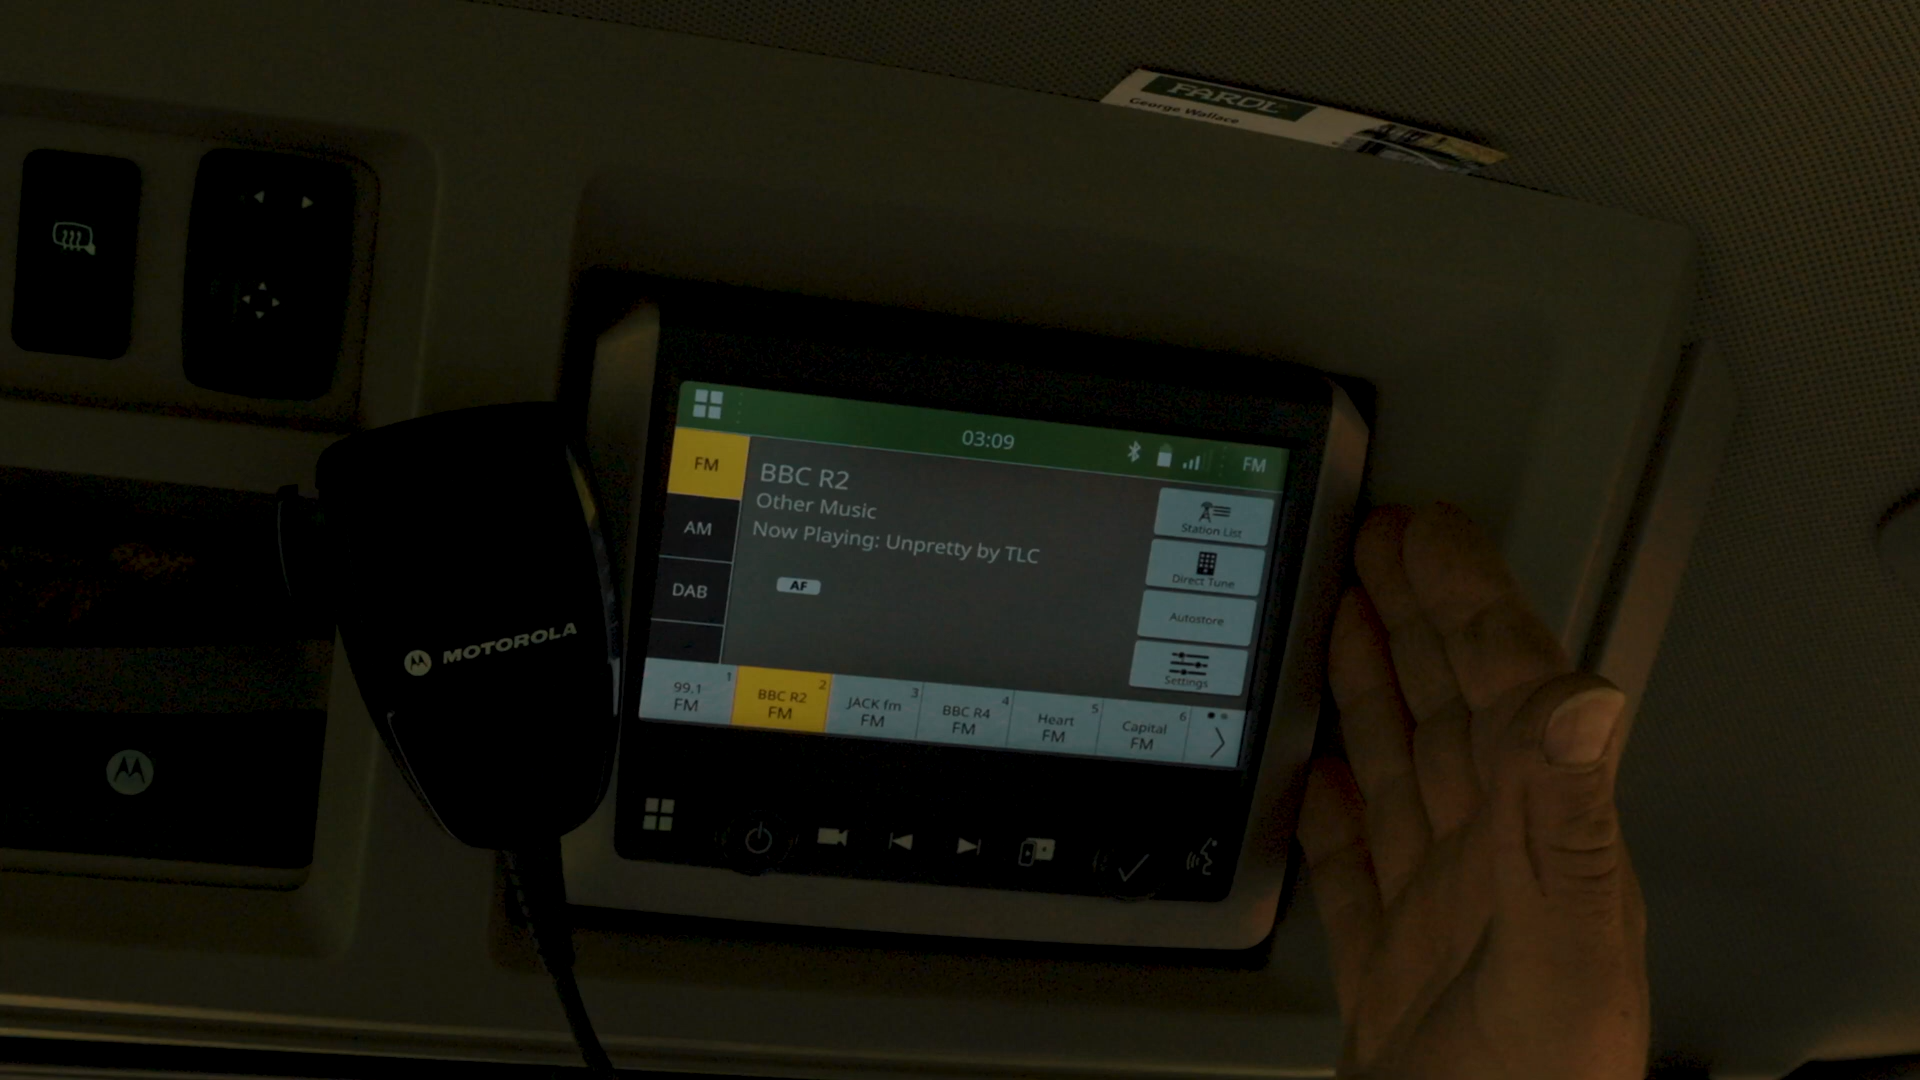 FAROL
George Wallace
03:09
FM
FM
AM
DAB
BBC R2
Other Music
Now Playing: Unpretty by TLC
AF
Station List
Direct Tune
Autostore
Settings
1
99.1
FM
2
BBC R2
FM
3
JACK fm
FM
4
BBC R4
FM
5
Heart
FM
6
Capital
FM
MOTOROLA